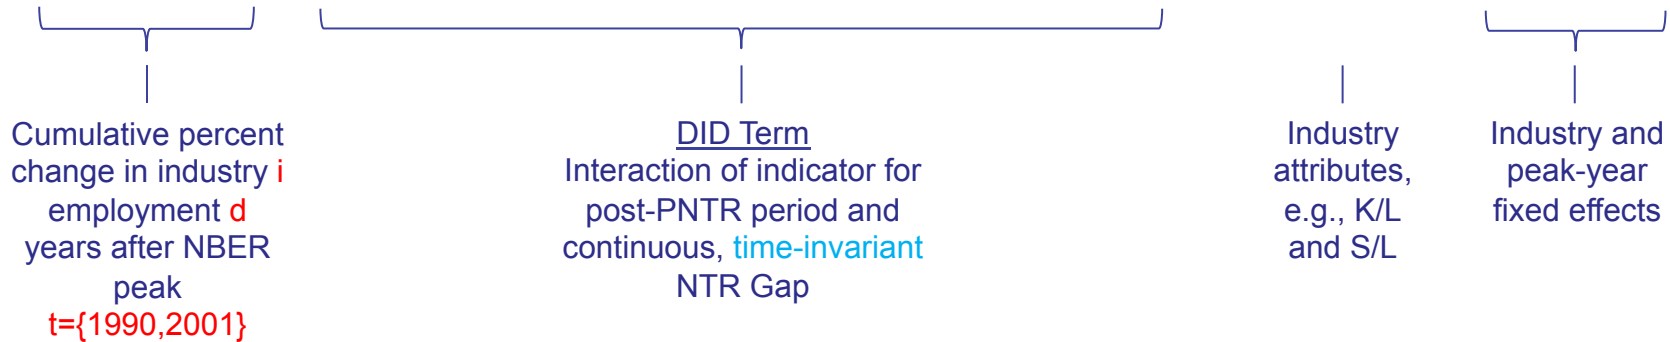 Cumulative percent
change in industry i
employment d
years after NBER
peak
t={1990,2001}
DID Term
Interaction of indicator for
post-PNTR period and
continuous, time-invariant
NTR Gap
Industry
attributes,
e.g., K/L
and S/L
Industry and
peak-year
fixed effects